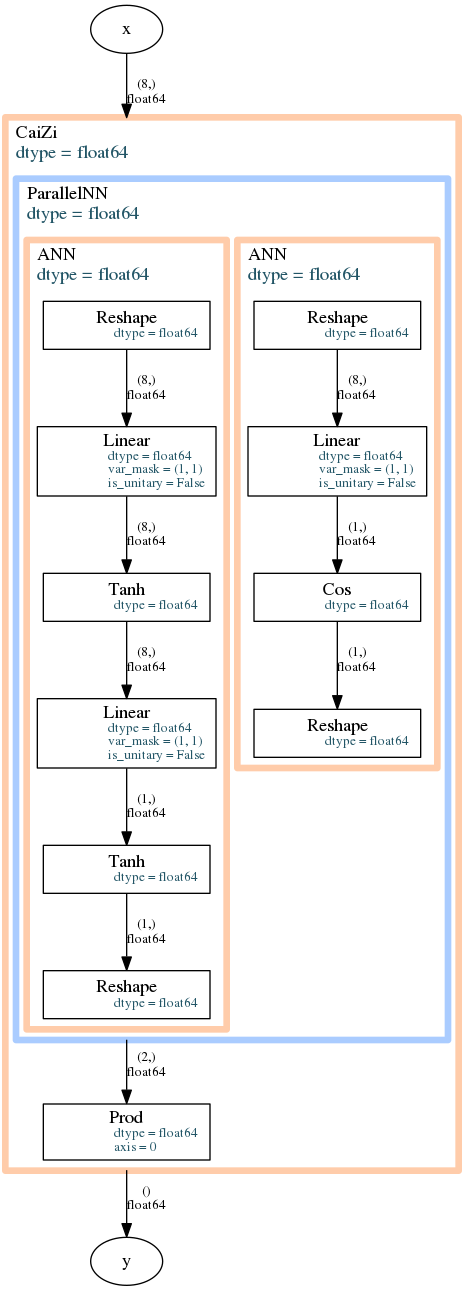 x
(8,)
float64
CaiZi
dtype = float64
ParallelNN
dtype = float64
ANN
dtype = float64
Reshape
dtype = float64
(8,)
float64
Linear
dtype = float64
var_mask = (1, 1)
is_unitary = False
(8,)
float64
Tanh
dtype = float64
(8,)
float64
Linear
dtype = float64
var_mask = (1, 1)
is_unitary = False
(1,)
float64
Tanh
dtype = float64
(1,)
float64
Reshape
dtype = float64
ANN
dtype = float64
Reshape
dtype = float64
(8,)
float64
Linear
dtype = float64
var_mask = (1, 1)
is_unitary = False
(1,)
float64
Cos
dtype = float64
(1,)
float64
Reshape
dtype = float64
(2,)
float64
Prod
dtype = float64
axis = 0
()
float64
y